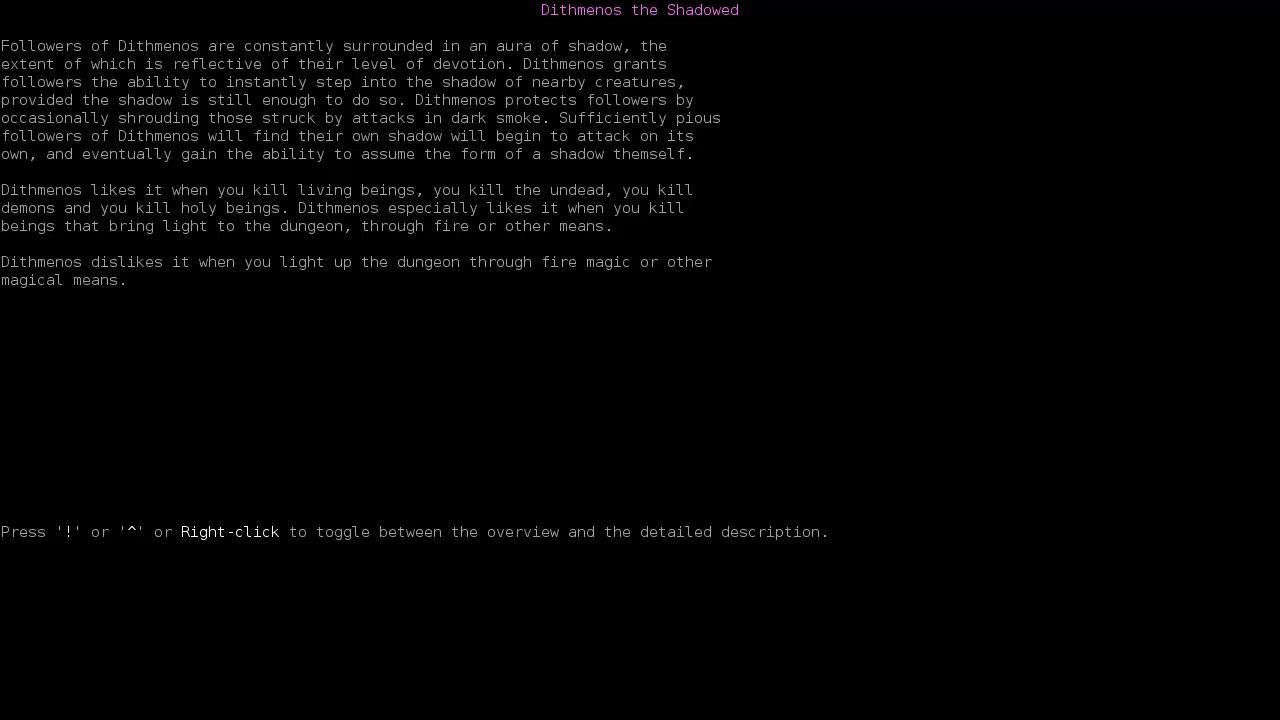 Dithmenos the Shadowed
Followers of Dithmenos are constantly surrounded in an aura of shadow, the
extent of which is reflective of their level of devotion. Dithmenos grants
followers the ability to instantly step into the shadow of nearby creatures,
provided the shadow is still enough to do so. Dithmenos protects followers by
occasionally shrouding those struck by attacks in dark smoke. Sufficiently pious
followers of Dithmenos will find their own shadow will begin to attack on its
own, and eventually gain the ability to assume the form of a shadow themself.
Dithmenos likes it when you kill living beings, you kill the undead, you kill
demons and you kill holy beings. Dithmenos especially likes it when you kill
beings that bring light to the dungeon, through fire or other means.
Dithmenos dislikes it when you light up the dungeon through fire magic or other
magical means.
Press '!' or '^' or Right-click to toggle between the overview and the detailed description.